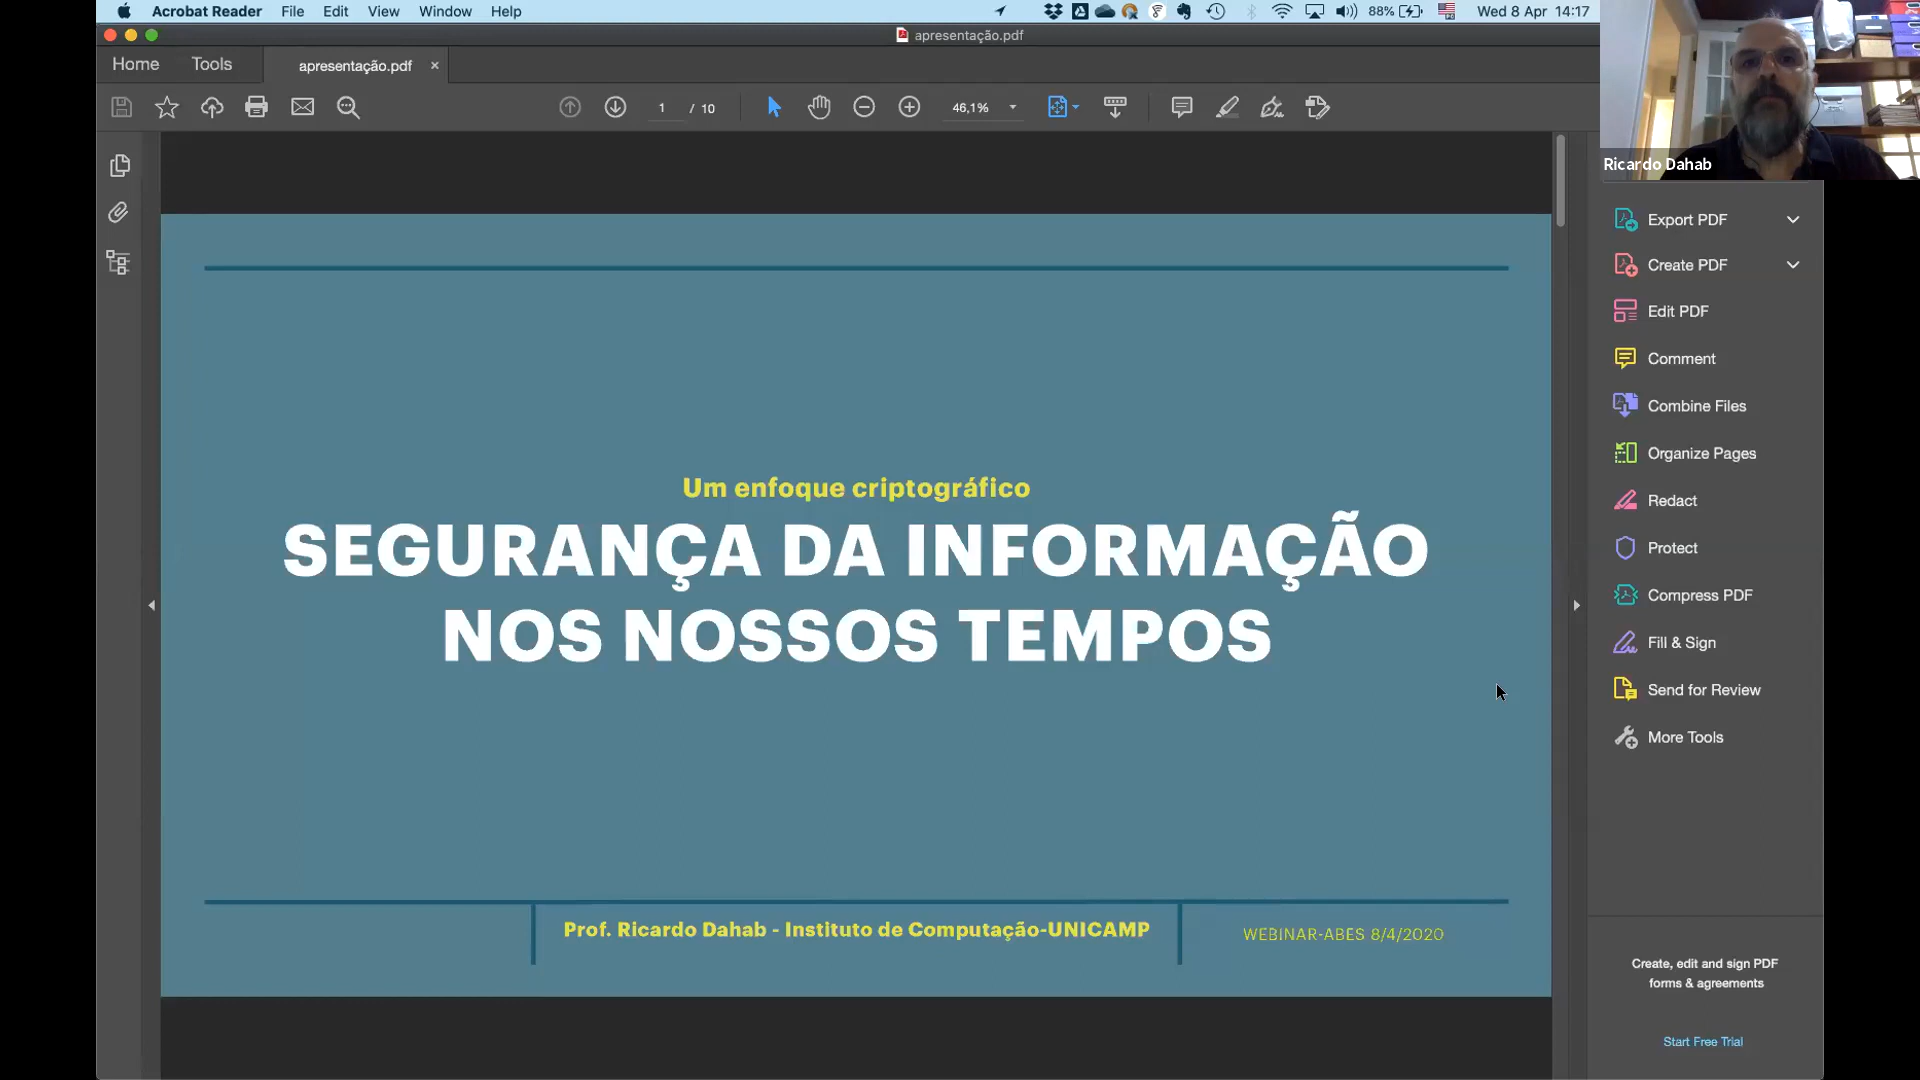 Acrobat Reader File Edit View Window Help 88% Wed 8 Apr 14:17
apresentação.pdf
Home Tools apresentação.pdf ×
1 / 10 46,1%
Ricardo Dahab
Export PDF
Create PDF
Edit PDF
Comment
Combine Files
Organize Pages
Redact
Protect
Compress PDF
Fill & Sign
Send for Review
More Tools
Um enfoque criptográfico
SEGURANÇA DA INFORMAÇÃO
NOS NOSSOS TEMPOS
Prof. Ricardo Dahab - Instituto de Computação-UNICAMP
WEBINAR-ABES 8/4/2020
Create, edit and sign PDF
forms & agreements
Start Free Trial